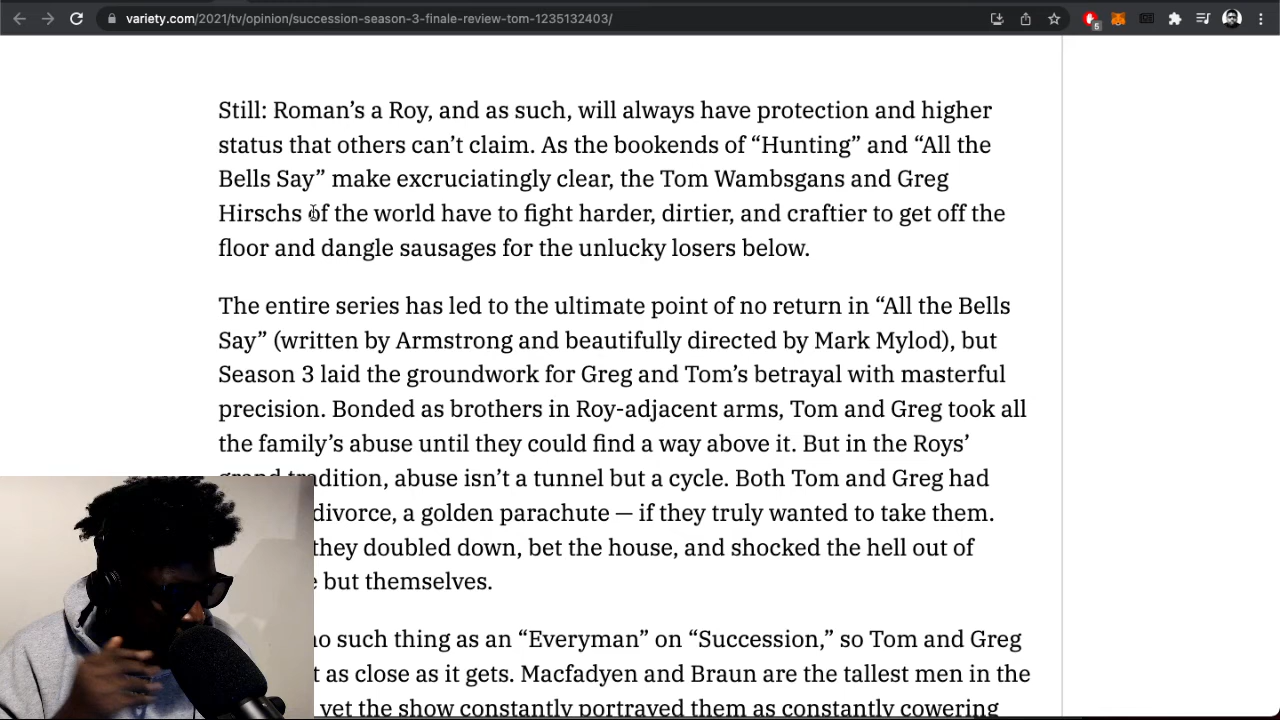 variety.com/2021/tv/opinion/succession-season-3-finale-review-tom-1235132403/
5
Still: Roman’s a Roy, and as such, will always have protection and higher
status that others can’t claim. As the bookends of “Hunting” and “All the
Bells Say” make excruciatingly clear, the Tom Wambsgans and Greg
Hirschs of the world have to fight harder, dirtier, and craftier to get off the
floor and dangle sausages for the unlucky losers below.
The entire series has led to the ultimate point of no return in “All the Bells
Say” (written by Armstrong and beautifully directed by Mark Mylod), but
Season 3 laid the groundwork for Greg and Tom’s betrayal with masterful
precision. Bonded as brothers in Roy-adjacent arms, Tom and Greg took all
the family’s abuse until they could find a way above it. But in the Roys’
grand tradition, abuse isn’t a tunnel but a cycle. Both Tom and Greg had
divorce, a golden parachute — if they truly wanted to take them.
they doubled down, bet the house, and shocked the hell out of
but themselves.
no such thing as an “Everyman” on “Succession,” so Tom and Greg
as close as it gets. Macfadyen and Braun are the tallest men in the
yet the show constantly portrayed them as constantly cowering